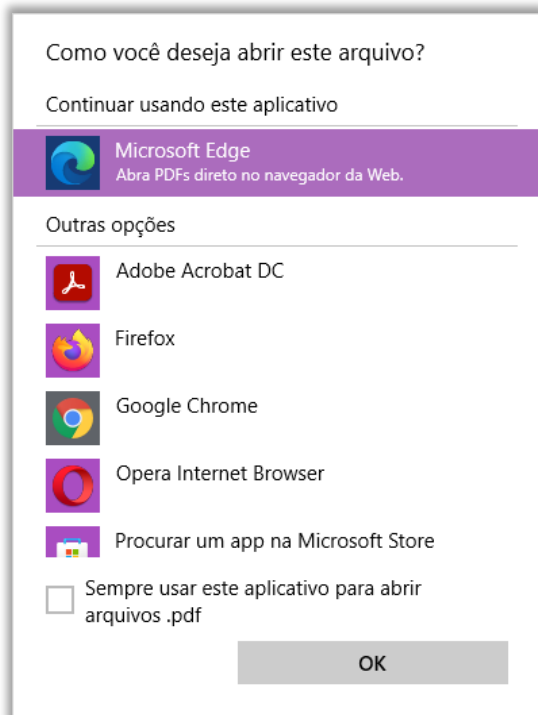 Como você deseja abrir este arquivo?
Continuar usando este aplicativo
Microsoft Edge
Abra PDFs direto no navegador da Web.
Outras opções
Adobe Acrobat DC
Firefox
Google Chrome
Opera Internet Browser
Procurar um app na Microsoft Store
Sempre usar este aplicativo para abrir
arquivos .pdf
OK